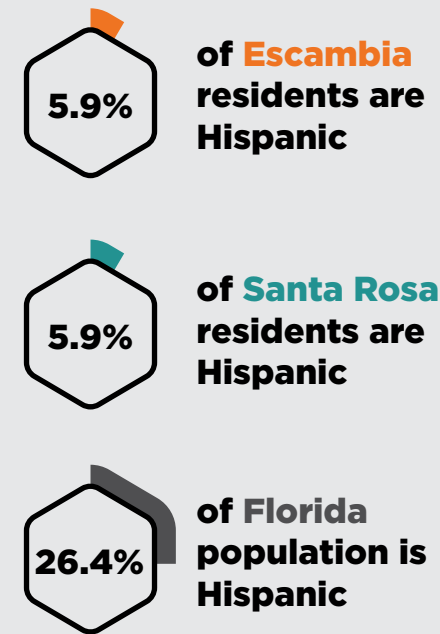 5.9%
of Escambia
residents are
Hispanic
5.9%
of Santa Rosa
residents are
Hispanic
26.4%
of Florida
population is
Hispanic